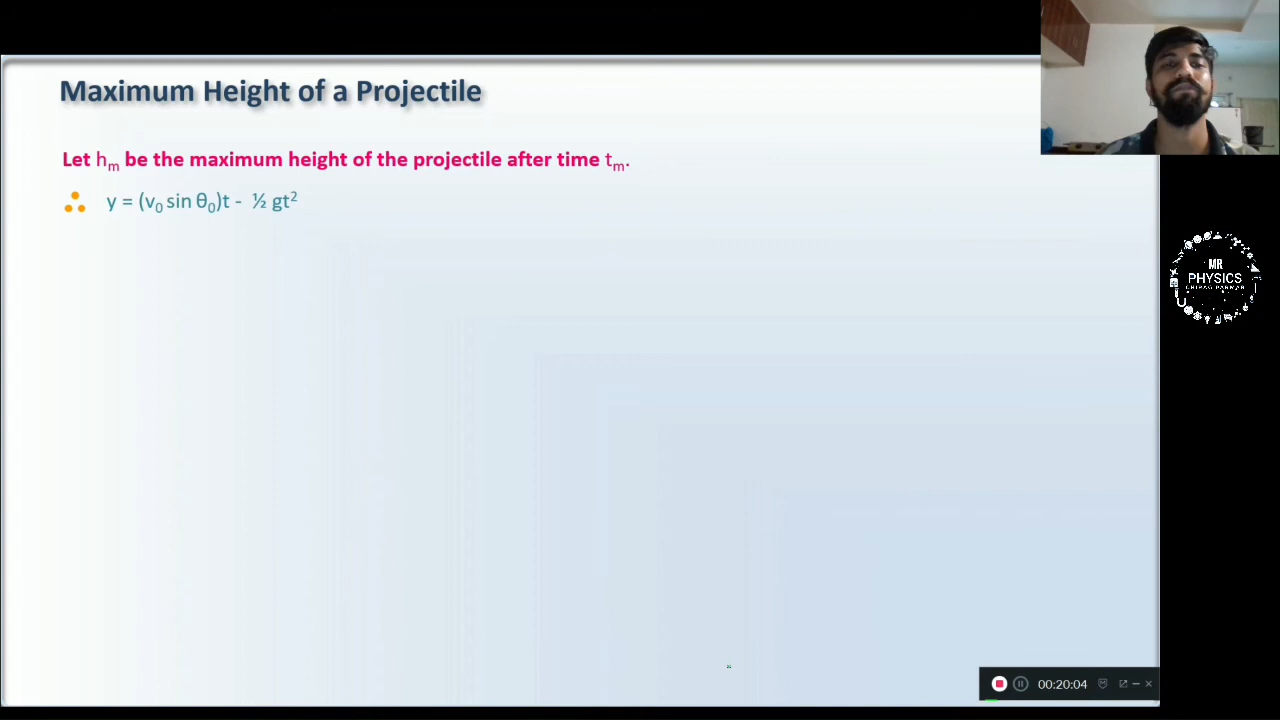 Maximum Height of a Projectile
Let hₘ be the maximum height of the projectile after time tₘ.
∴ y = (v₀ sin θ₀)t - ½ gt²
MR
PHYSICS
00:20:04